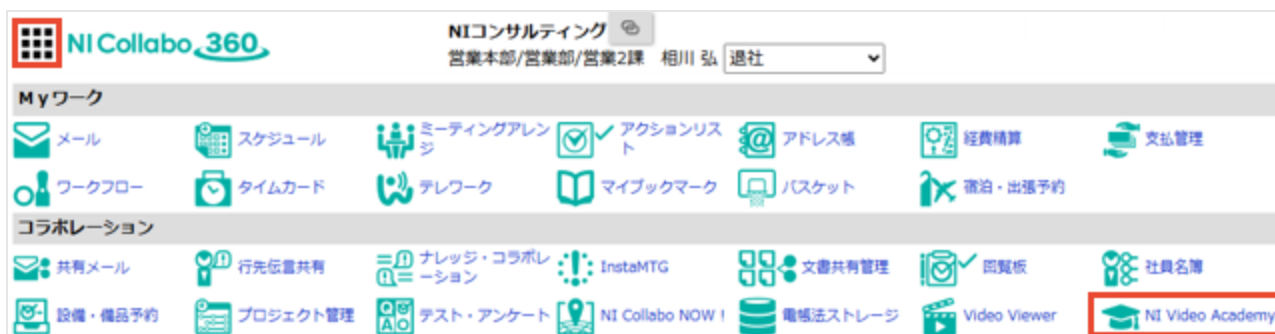 NI Collabo 360
NIコンサルティング
営業本部/営業部/営業2課 相川 弘 退社
Myワーク
メール スケジュール ミーティングアレン
ジ アクションリス
ト アドレス帳 経費精算 支払管理
ワークフロー タイムカード テレワーク マイブックマーク バスケット 宿泊・出張予約
コラボレーション
共有メール 行先伝言共有 ナレッジ・コラボレ
ーション InstaMTG 文書共有管理 回覧板 社員名簿
設備・備品予約 プロジェクト管理 テスト・アンケート NI Collabo NOW ! 電帳法ストレージ Video Viewer NI Video Academy